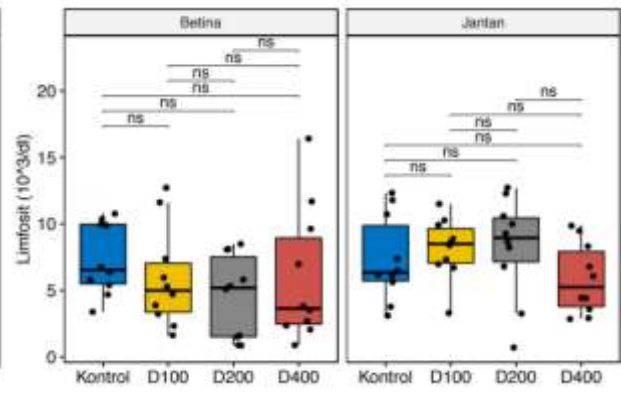 Betina
Jantan
ns
ns
ns
ns
ns
ns
ns
ns
ns
ns
ns
ns
Limfosit (10^3/dl)
20
15
10
5
0
Kontrol D100 D200 D400
Kontrol D100 D200 D400